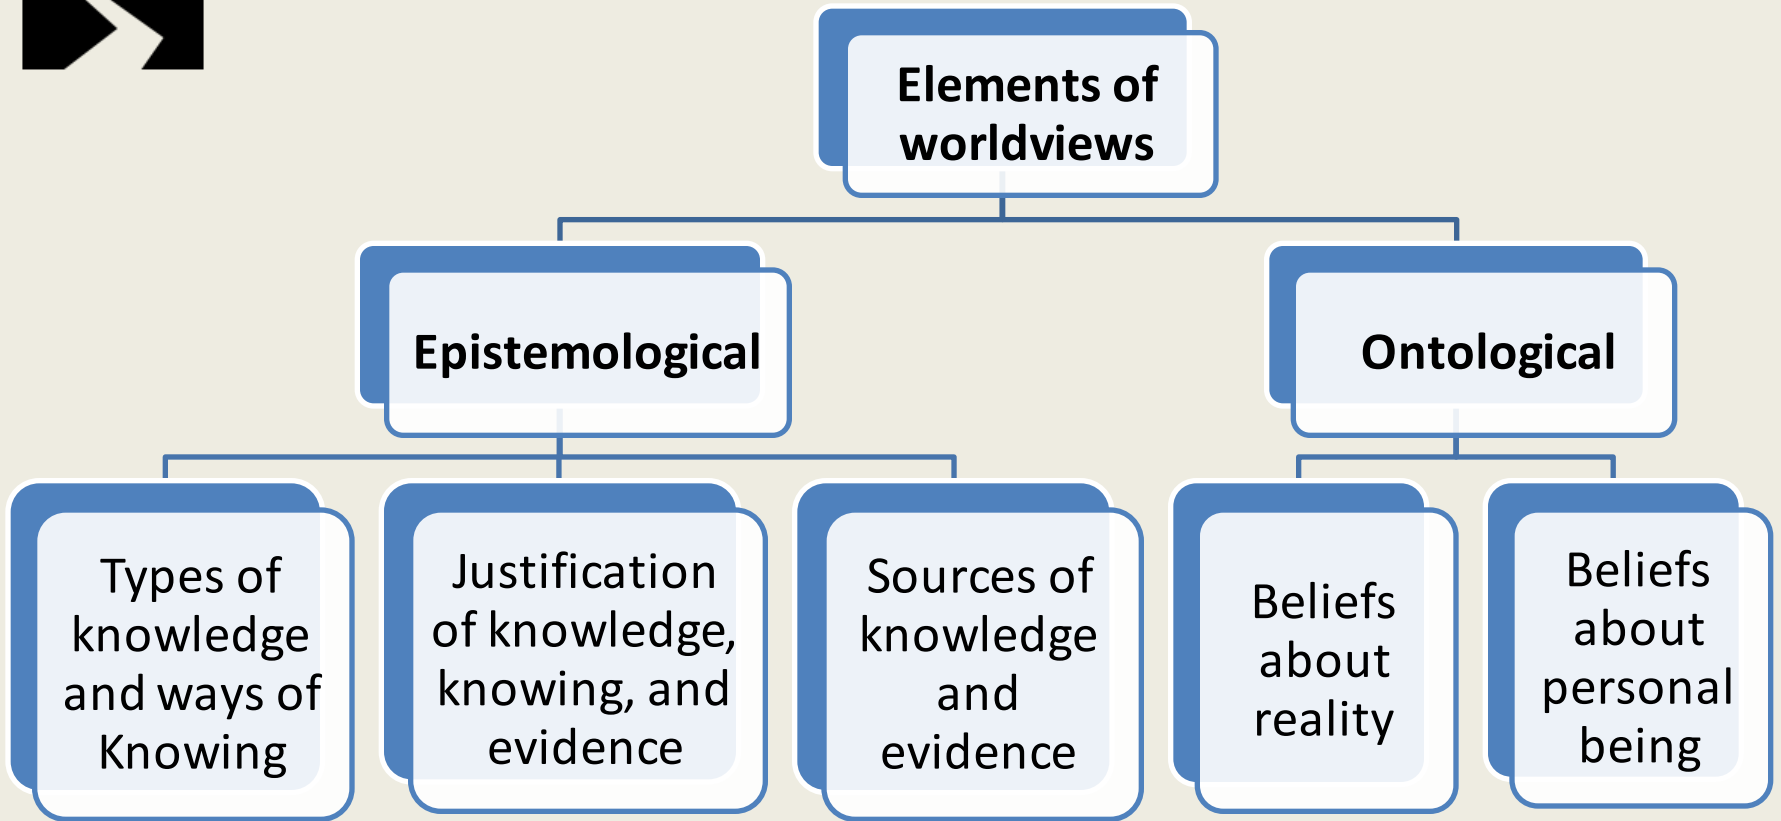 Elements of
worldviews
Epistemological
Ontological
Types of
knowledge
and ways of
Knowing
Justification
of knowledge,
knowing, and
evidence
Sources of
knowledge
and
evidence
Beliefs
about
reality
Beliefs
about
personal
being